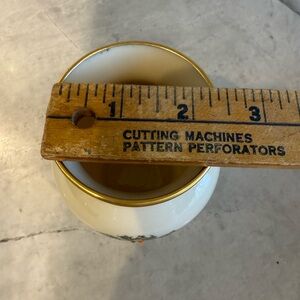 1 2 3
CUTTING MACHINES
PATTERN PERFORATORS